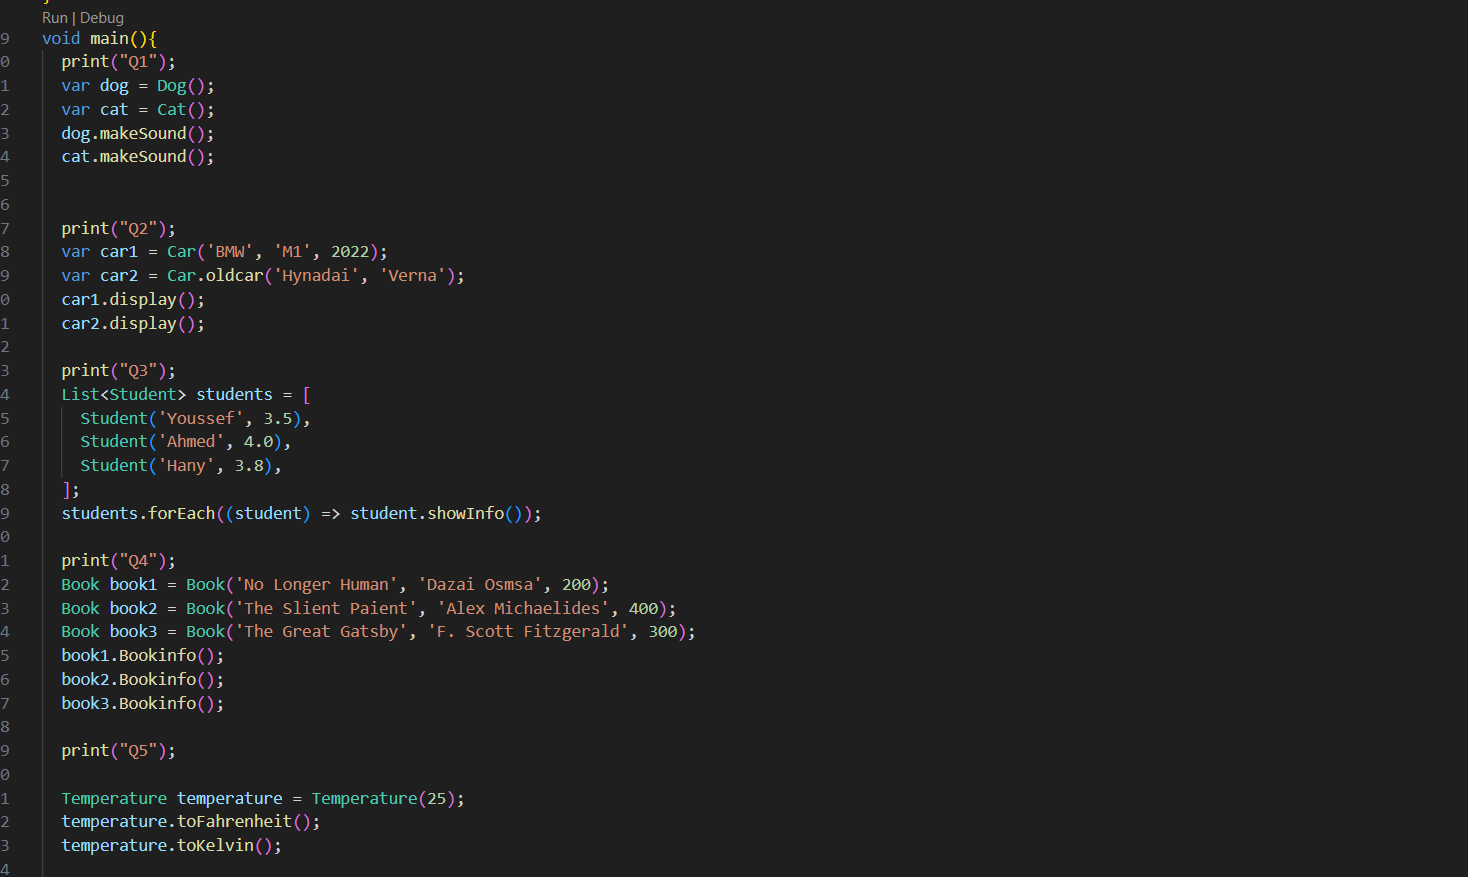 }
Run | Debug
9 void main(){
0 print("Q1");
1 var dog = Dog();
2 var cat = Cat();
3 dog.makeSound();
4 cat.makeSound();
5
6
7 print("Q2");
8 var car1 = Car('BMW', 'M1', 2022);
9 var car2 = Car.oldcar('Hynadai', 'Verna');
0 car1.display();
1 car2.display();
2
3 print("Q3");
4 List<Student> students = [
5 Student('Youssef', 3.5),
6 Student('Ahmed', 4.0),
7 Student('Hany', 3.8),
8 ];
9 students.forEach((student) => student.showInfo());
0
1 print("Q4");
2 Book book1 = Book('No Longer Human', 'Dazai Osmsa', 200);
3 Book book2 = Book('The Slient Paient', 'Alex Michaelides', 400);
4 Book book3 = Book('The Great Gatsby', 'F. Scott Fitzgerald', 300);
5 book1.Bookinfo();
6 book2.Bookinfo();
7 book3.Bookinfo();
8
9 print("Q5");
0
1 Temperature temperature = Temperature(25);
2 temperature.toFahrenheit();
3 temperature.toKelvin();
4